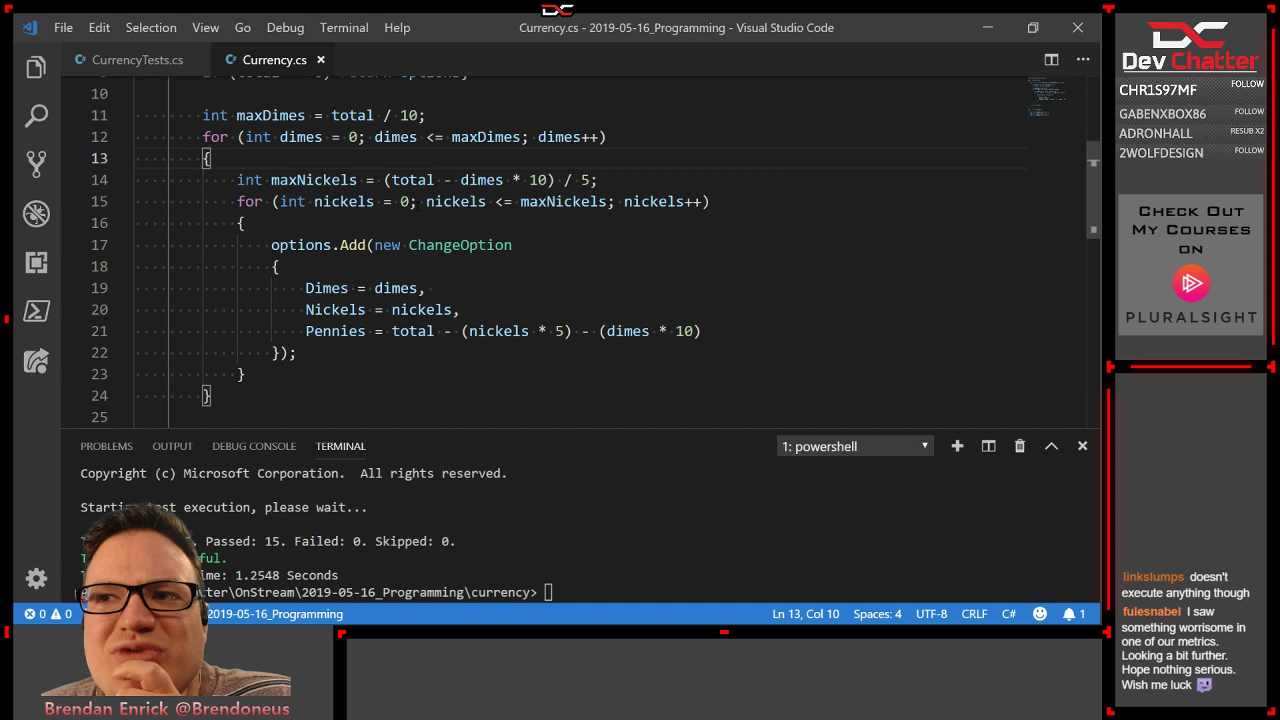 File Edit Selection View Go Debug Terminal Help
Currency.cs - 2019-05-16_Programming - Visual Studio Code
CurrencyTests.cs
Currency.cs
10
11 int maxDimes = total / 10;
12 for (int dimes = 0; dimes <= maxDimes; dimes++)
13 {
14 int maxNickels = (total - dimes * 10) / 5;
15 for (int nickels = 0; nickels <= maxNickels; nickels++)
16 {
17 options.Add(new ChangeOption
18 {
19 Dimes = dimes,
20 Nickels = nickels,
21 Pennies = total - (nickels * 5) - (dimes * 10)
22 });
23 }
24 }
25
PROBLEMS OUTPUT DEBUG CONSOLE TERMINAL
1: powershell
Copyright (c) Microsoft Corporation. All rights reserved.
test execution, please wait...
Passed: 15. Failed: 0. Skipped: 0.
1.2548 Seconds
\OnStream\2019-05-16_Programming\currency>
0 0
2019-05-16_Programming
Ln 13, Col 10 Spaces: 4 UTF-8 CRLF C# 1
Brendan Enrick @Brendoneus
DC
Dev Chatter
CHR1S97MF FOLLOW
GABENXBOX86 FOLLOW
ADRONHALL RESUB X2
2WOLFDESIGN FOLLOW
CHECK OUT
MY COURSES
ON
PLURALSIGHT
linkslumps doesn't
execute anything though
fulesnabel I saw
something worrisome in
one of our metrics.
Looking a bit further.
Hope nothing serious.
Wish me luck